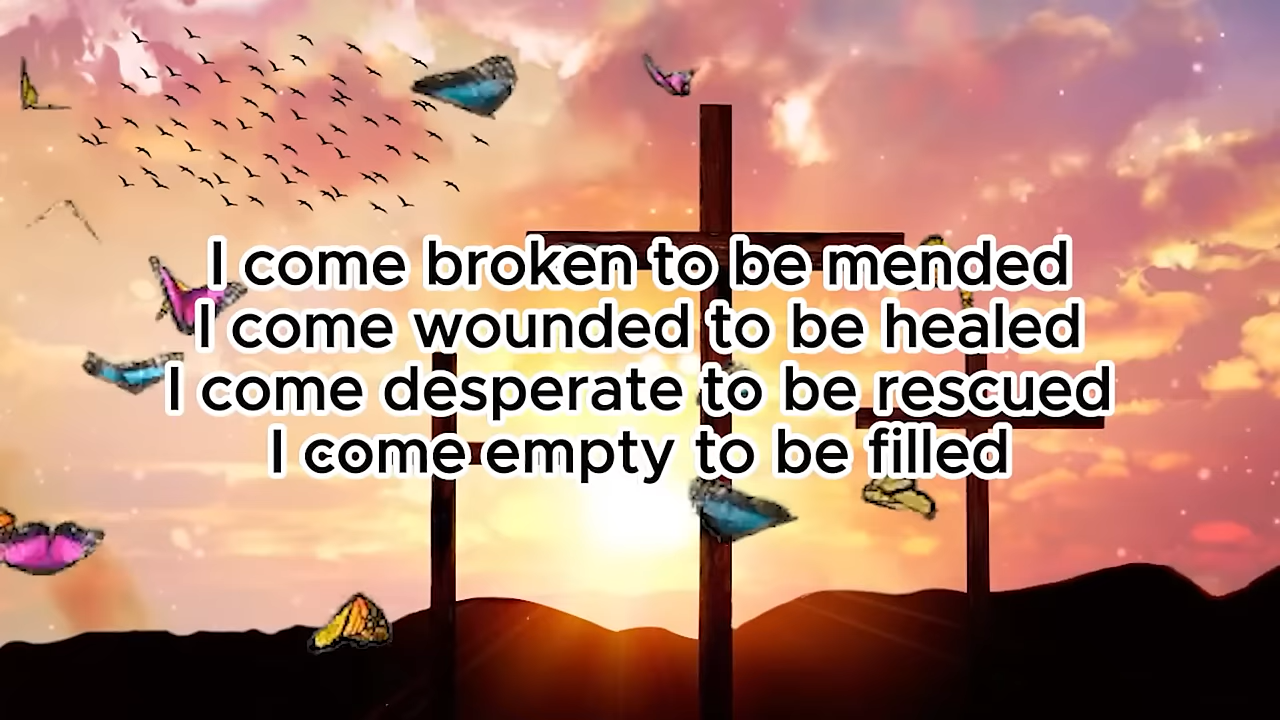 I come broken to be mended
I come wounded to be healed
I come desperate to be rescued
I come empty to be filled